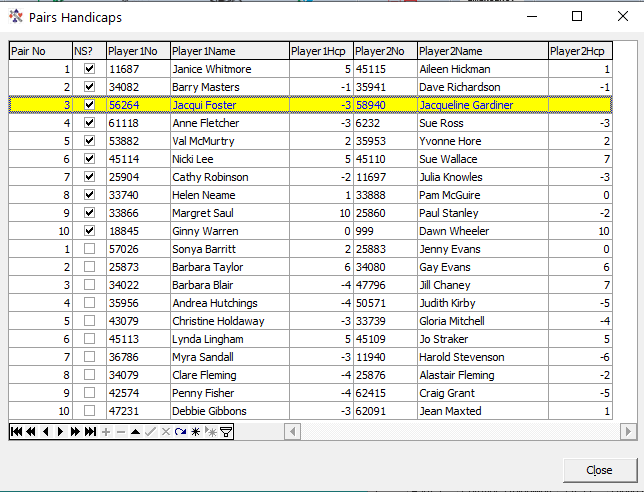 Pairs Handicaps
Pair No NS? Player1No Player1Name Player1Hcp Player2No Player2Name Player2Hcp
1 11687 Janice Whitmore 5 45115 Aileen Hickman 1
2 34082 Barry Masters -1 35941 Dave Richardson -1
3 56264 Jacqui Foster -3 58940 Jacqueline Gardiner
4 61118 Anne Fletcher -3 6232 Sue Ross -3
5 53882 Val McMurtry 2 35953 Yvonne Hore 2
6 45114 Nicki Lee 5 45110 Sue Wallace 7
7 25904 Cathy Robinson -2 11697 Julia Knowles -3
8 33740 Helen Neame 1 33888 Pam McGuire 0
9 33866 Margret Saul 10 25860 Paul Stanley -2
10 18845 Ginny Warren 0 999 Dawn Wheeler 10
1 57026 Sonya Barritt 2 25883 Jenny Evans 0
2 25873 Barbara Taylor 6 34080 Gay Evans 6
3 34022 Barbara Blair -4 47796 Jill Chaney 7
4 35956 Andrea Hutchings -4 50571 Judith Kirby -5
5 43079 Christine Holdaway -3 33739 Gloria Mitchell -4
6 45113 Lynda Lingham 5 45109 Jo Straker 5
7 36786 Myra Sandall -3 11940 Harold Stevenson -6
8 34081 Clare Fleming -4 25876 Alastair Fleming -2
9 42574 Penny Fisher -4 62415 Craig Grant -5
10 47231 Debbie Gibbons -3 62091 Jean Maxted 1
Close